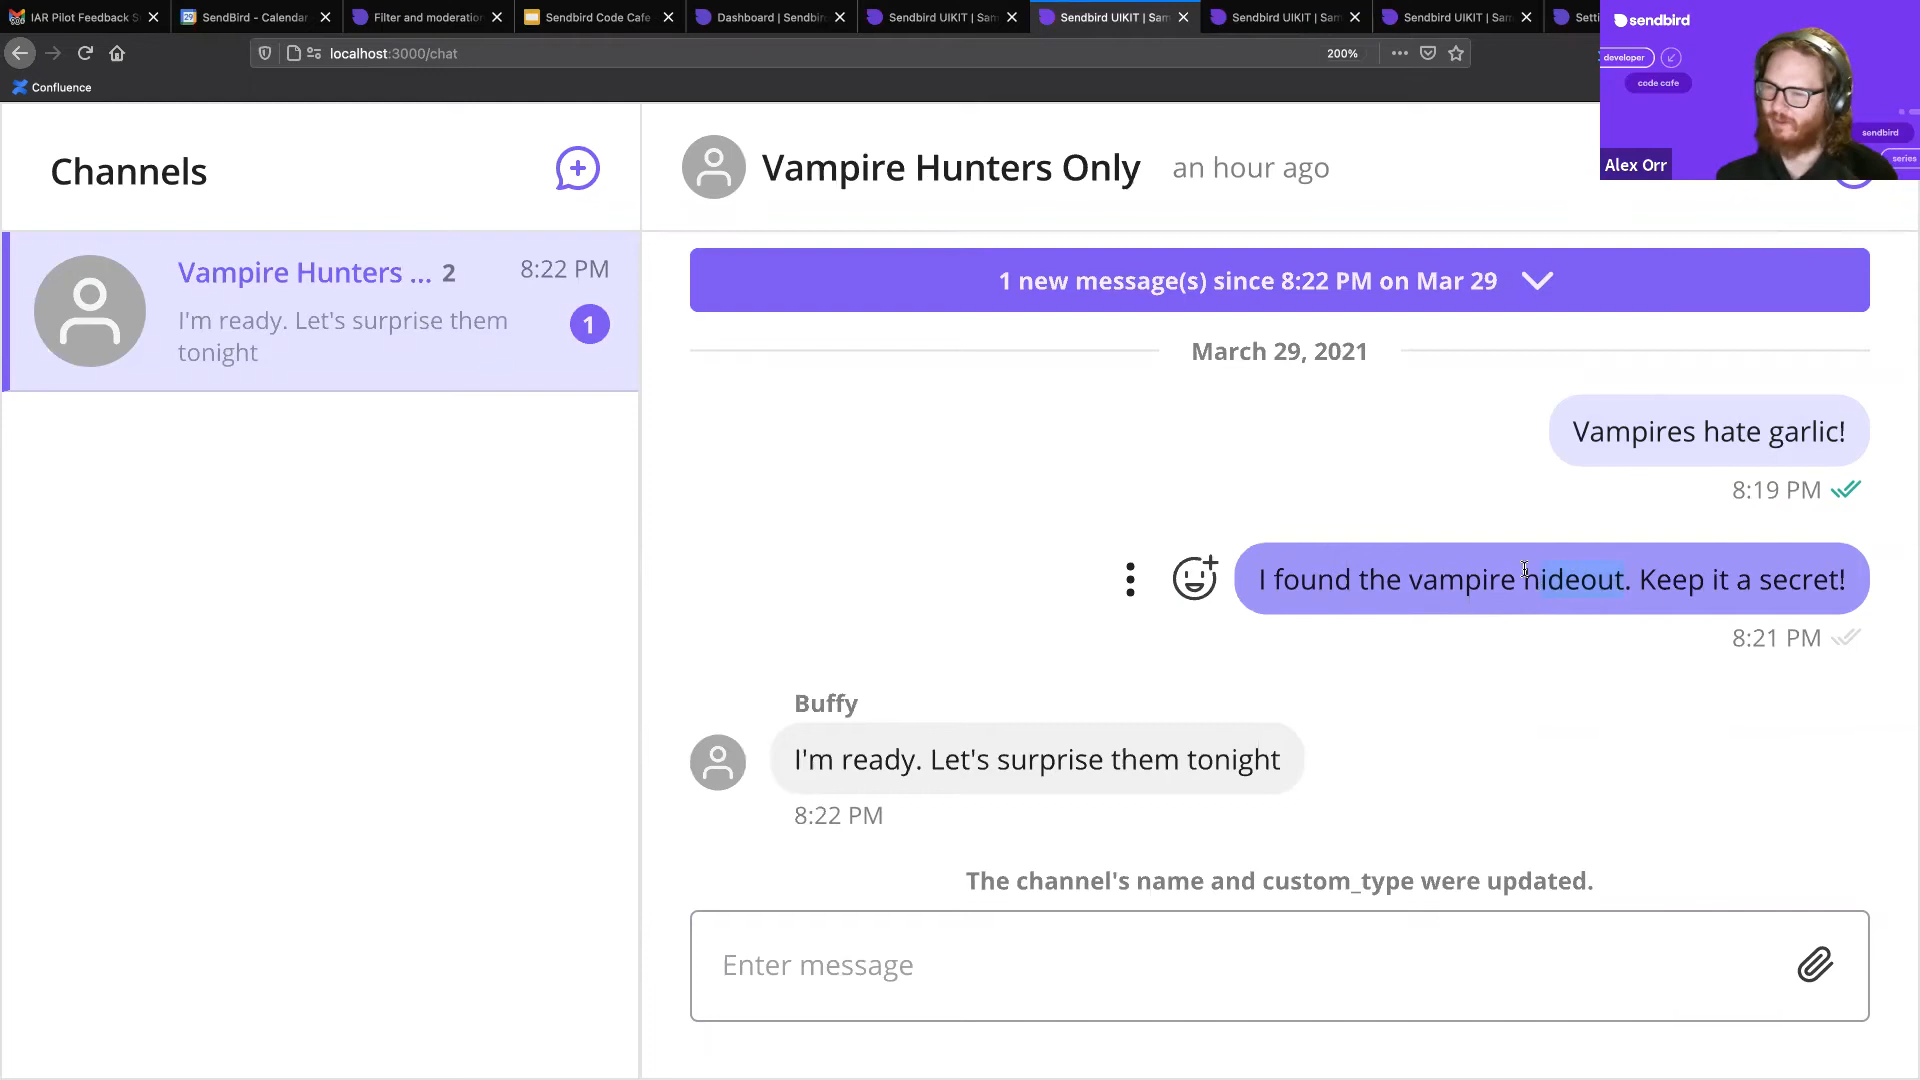 IAR Pilot Feedback S
SendBird - Calendar
Filter and moderation
Sendbird Code Cafe
Dashboard | Sendbir
Sendbird UIKIT | Sam
Sendbird UIKIT | Sam
Sendbird UIKIT | Sam
Sendbird UIKIT | Sam
Setti
localhost:3000/chat
200%
Confluence
sendbird
developer
code cafe
sendbird
series
Alex Orr
Channels
Vampire Hunters ... 2
8:22 PM
I'm ready. Let's surprise them
tonight
1
Vampire Hunters Only
an hour ago
1 new message(s) since 8:22 PM on Mar 29
March 29, 2021
Vampires hate garlic!
8:19 PM
I found the vampire hideout. Keep it a secret!
8:21 PM
Buffy
I'm ready. Let's surprise them tonight
8:22 PM
The channel's name and custom_type were updated.
Enter message